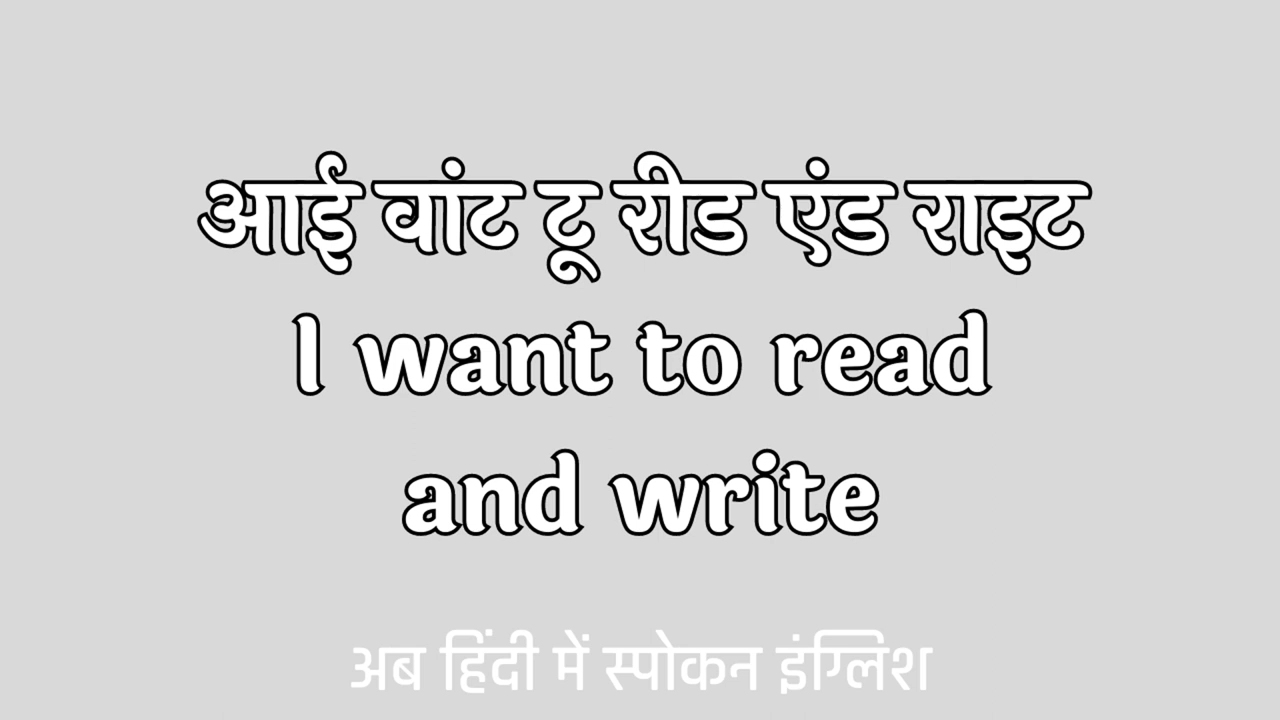 आई वांट टू रीड एंड राइट
I want to read
and write
अब हिंदी में स्पोकन इंग्लिश